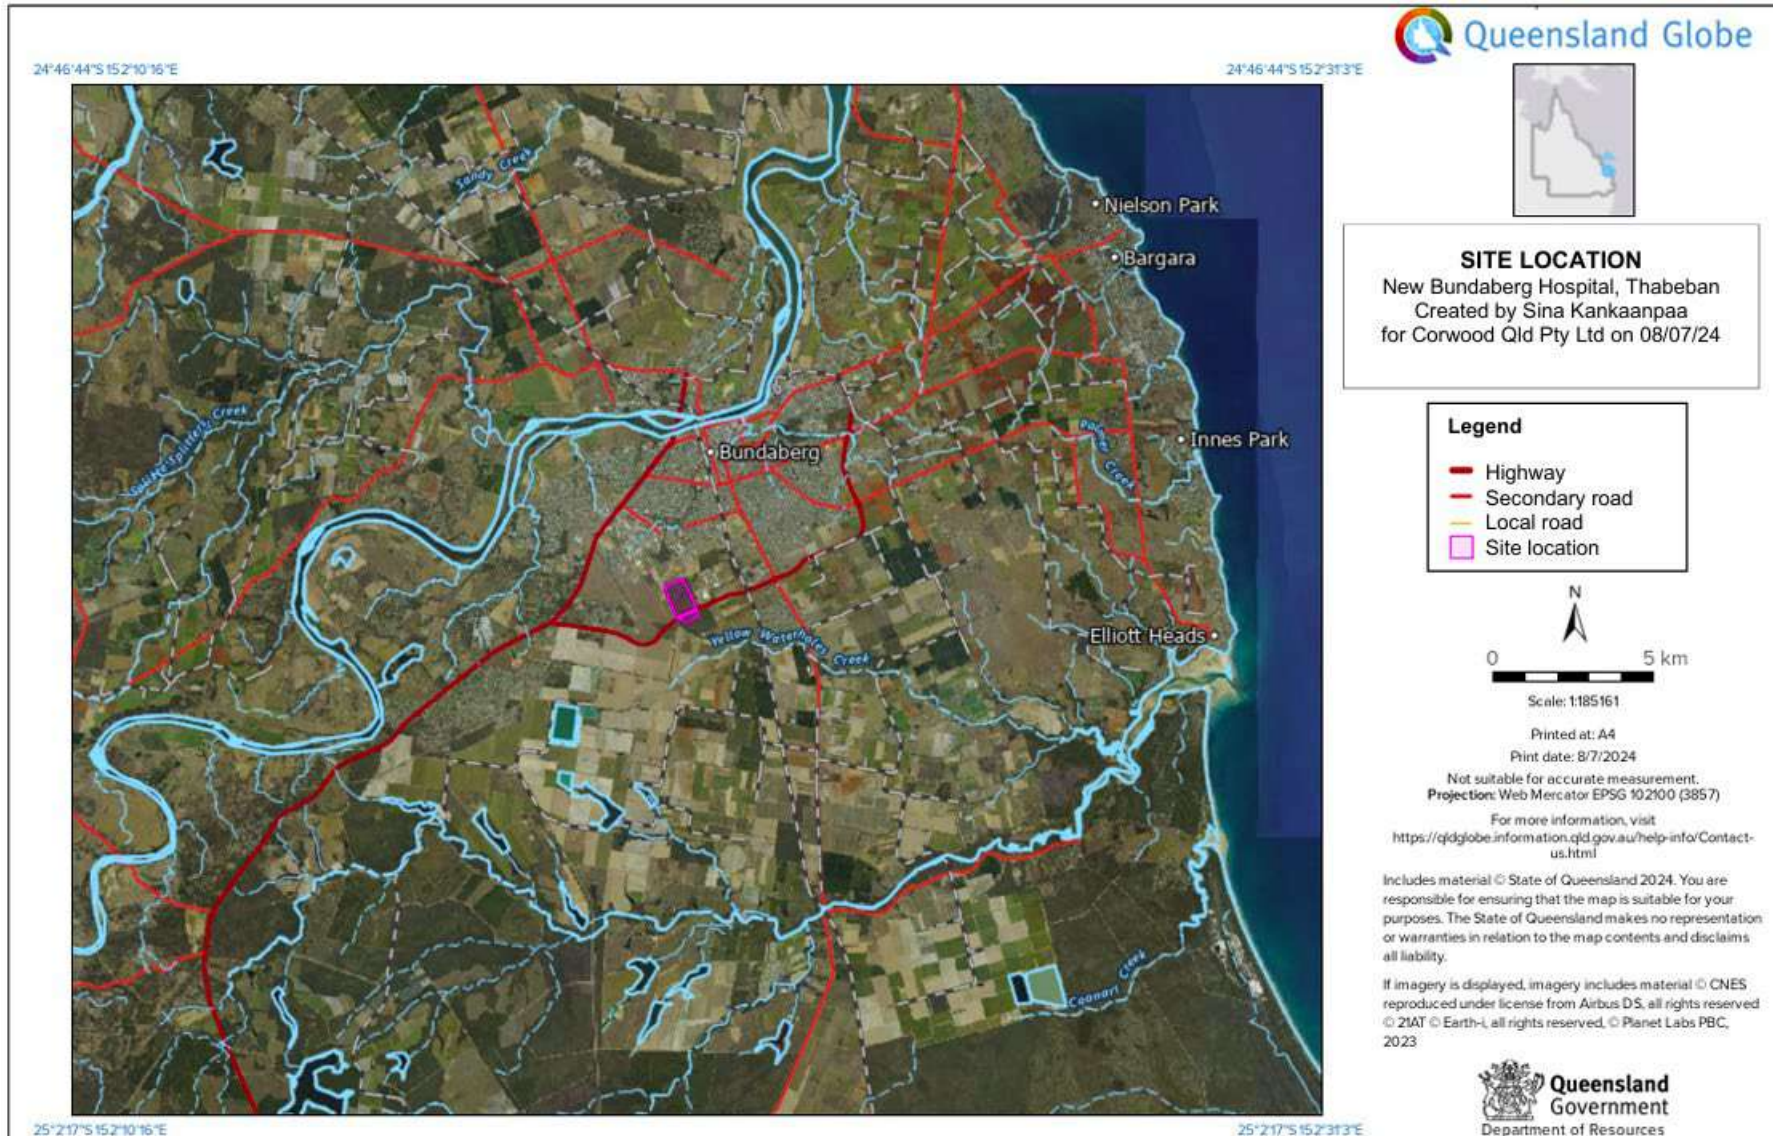 Queensland Globe
24°46'44"S 152°10'16"E
24°46'44"S 152°31'3"E
Sandy Creek
Nielson Park
Bargara
Splitters Creek
Palmer Creek
Innes Park
Bundaberg
Yellow Waterholes Creek
Elliott Heads
Coonarr Creek
25°2'17"S 152°10'16"E
25°2'17"S 152°31'3"E
SITE LOCATION
New Bundaberg Hospital, Thabeban
Created by Sina Kankaanpaa
for Corwood Qld Pty Ltd on 08/07/24
Legend
Highway
Secondary road
Local road
Site location
N
0 5 km
Scale: 1:185161
Printed at: A4
Print date: 8/7/2024
Not suitable for accurate measurement.
Projection: Web Mercator EPSG 102100 (3857)
For more information, visit
https://qldglobe.information.qld.gov.au/help-info/Contact-
us.html
Includes material © State of Queensland 2024. You are
responsible for ensuring that the map is suitable for your
purposes. The State of Queensland makes no representation
or warranties in relation to the map contents and disclaims
all liability.
If imagery is displayed, imagery includes material © CNES
reproduced under license from Airbus DS, all rights reserved
© 21AT © Earth-i, all rights reserved, © Planet Labs PBC,
2023
Queensland
Government
Department of Resources